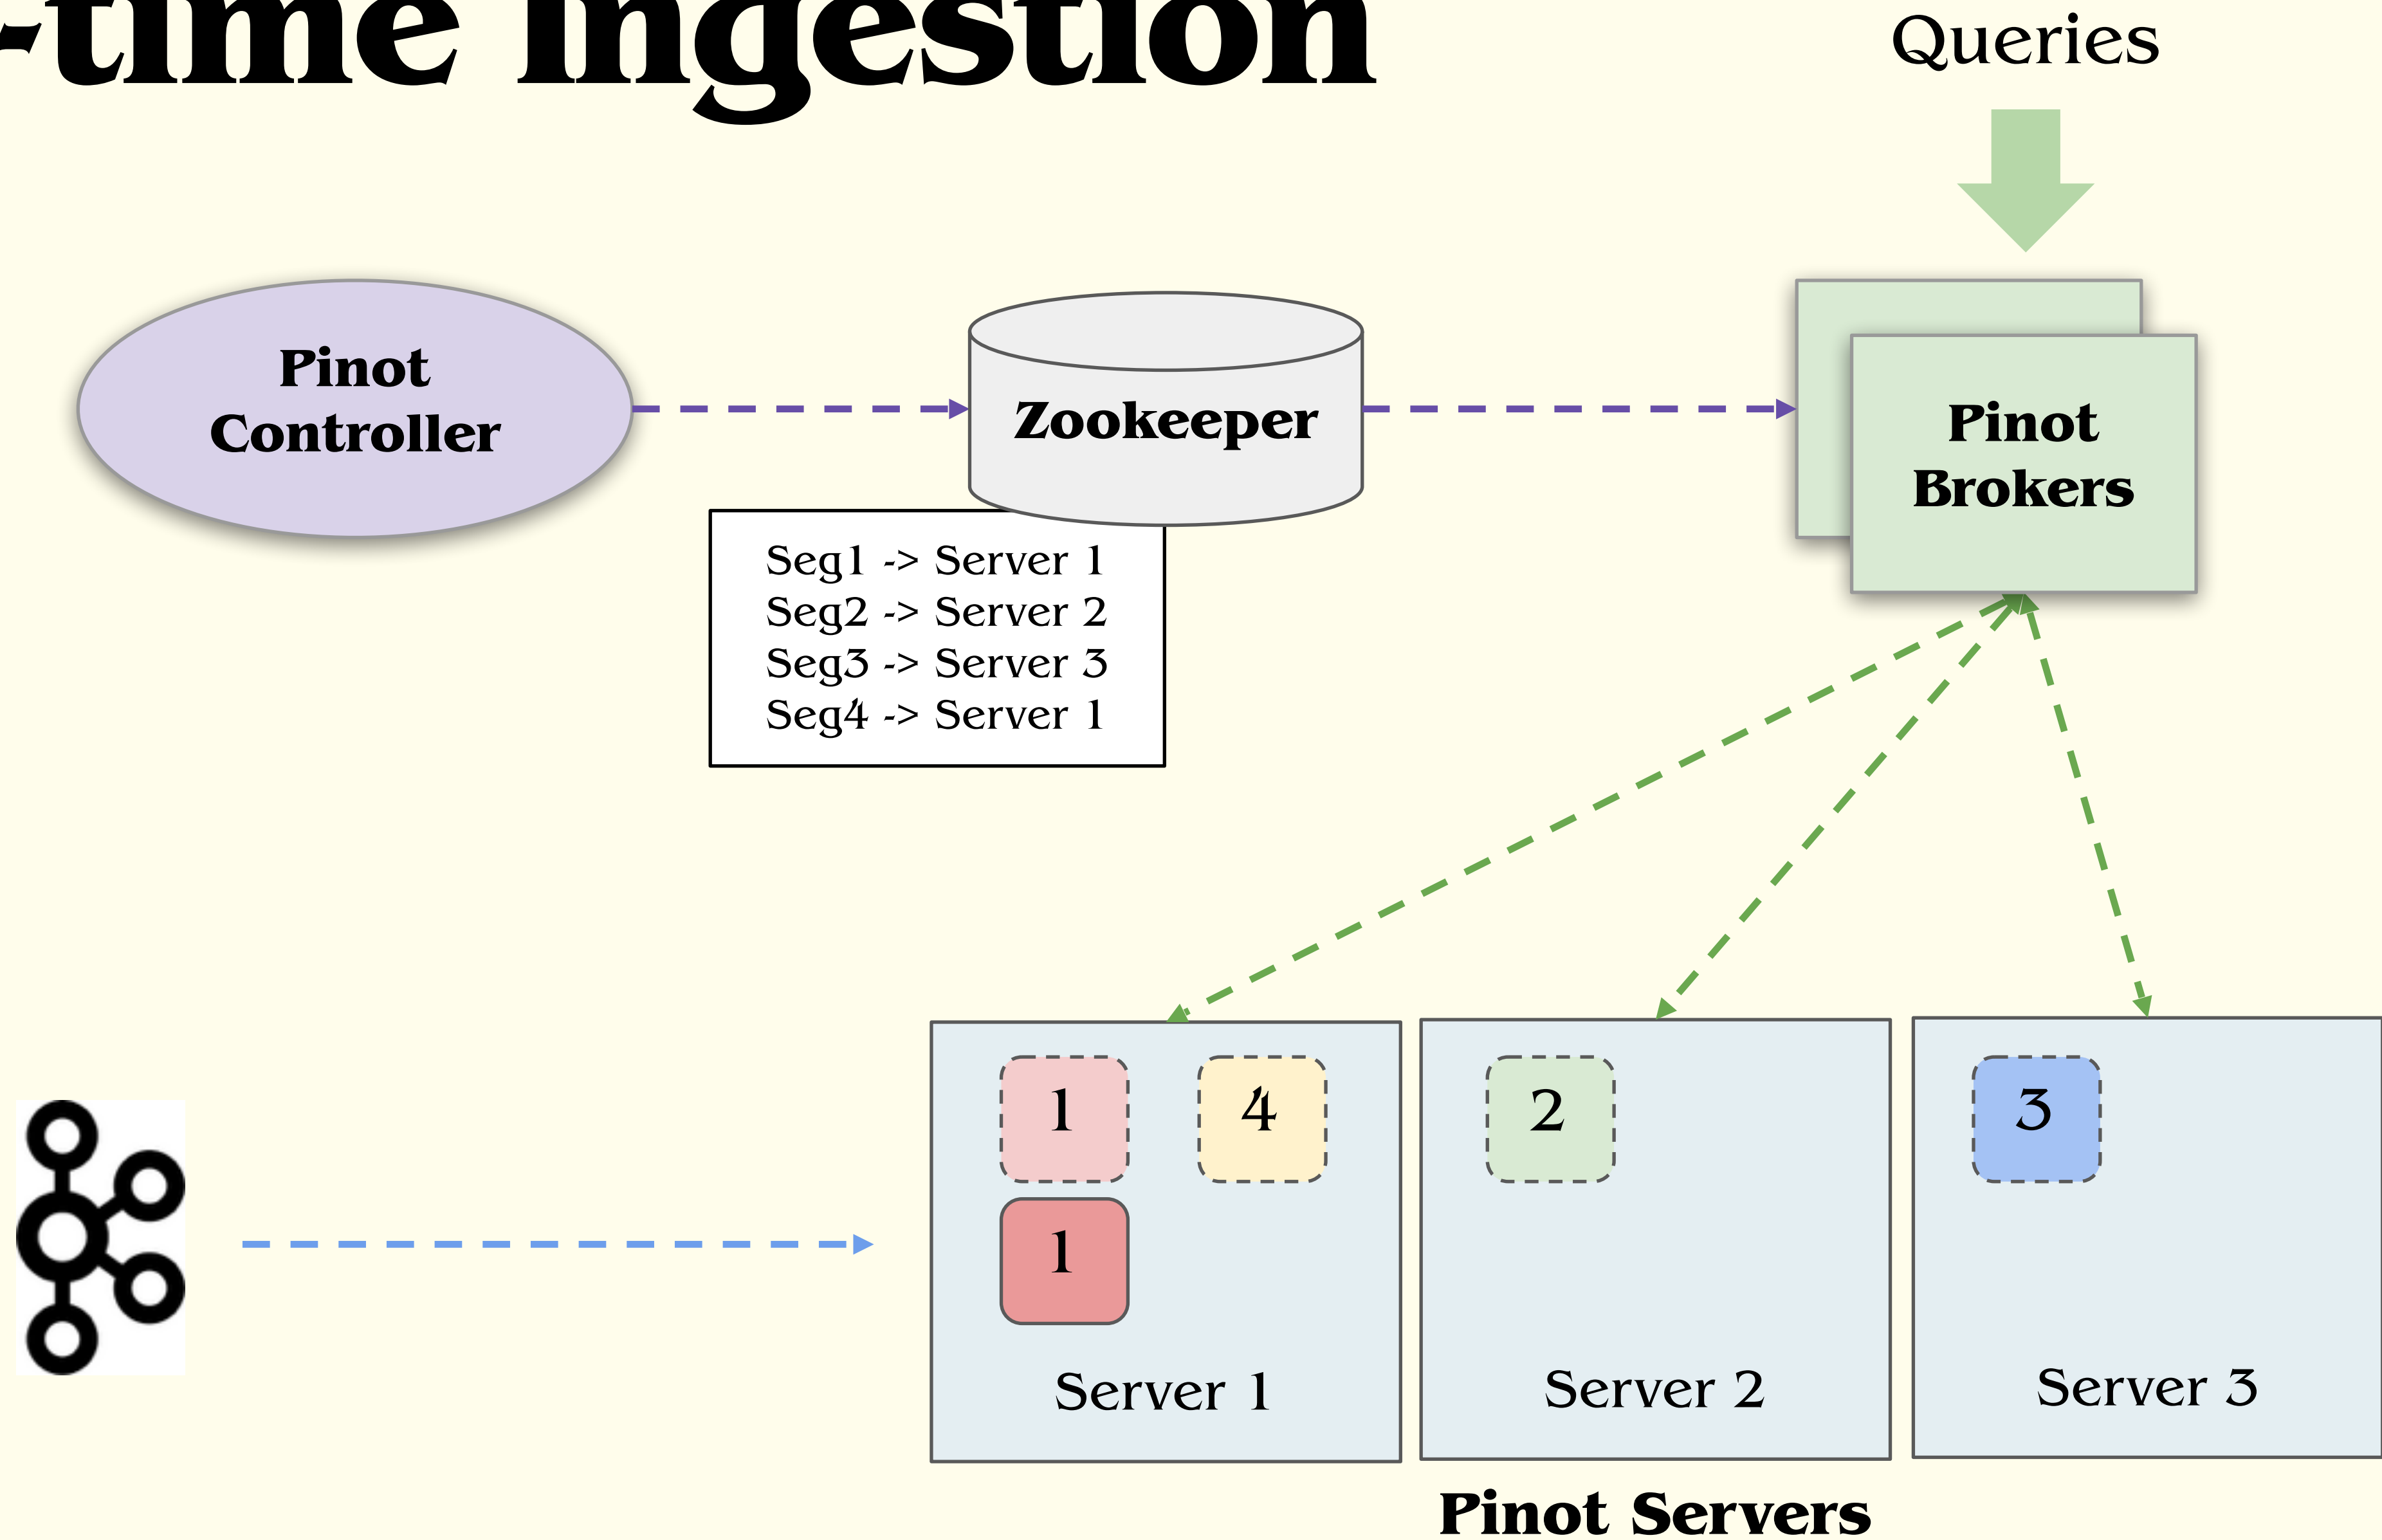 -time ingestion
Queries
Pinot
Controller
Zookeeper
Pinot
Brokers
Seg1 -> Server 1
Seg2 -> Server 2
Seg3 -> Server 3
Seg4 -> Server 1
1
4
2
3
1
Server 1
Server 2
Server 3
Pinot Servers